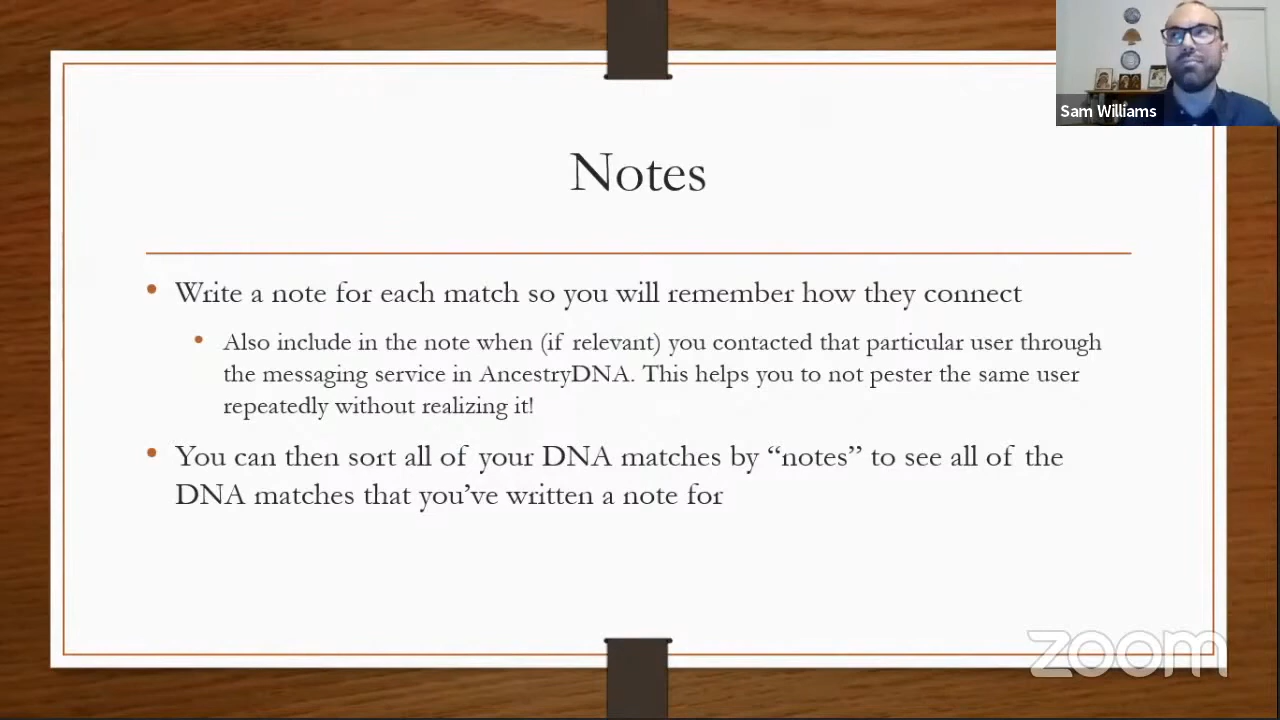 Sam Williams
Notes
• Write a note for each match so you will remember how they connect
• Also include in the note when (if relevant) you contacted that particular user through
the messaging service in AncestryDNA. This helps you to not pester the same user
repeatedly without realizing it!
• You can then sort all of your DNA matches by “notes” to see all of the
DNA matches that you’ve written a note for
zoom